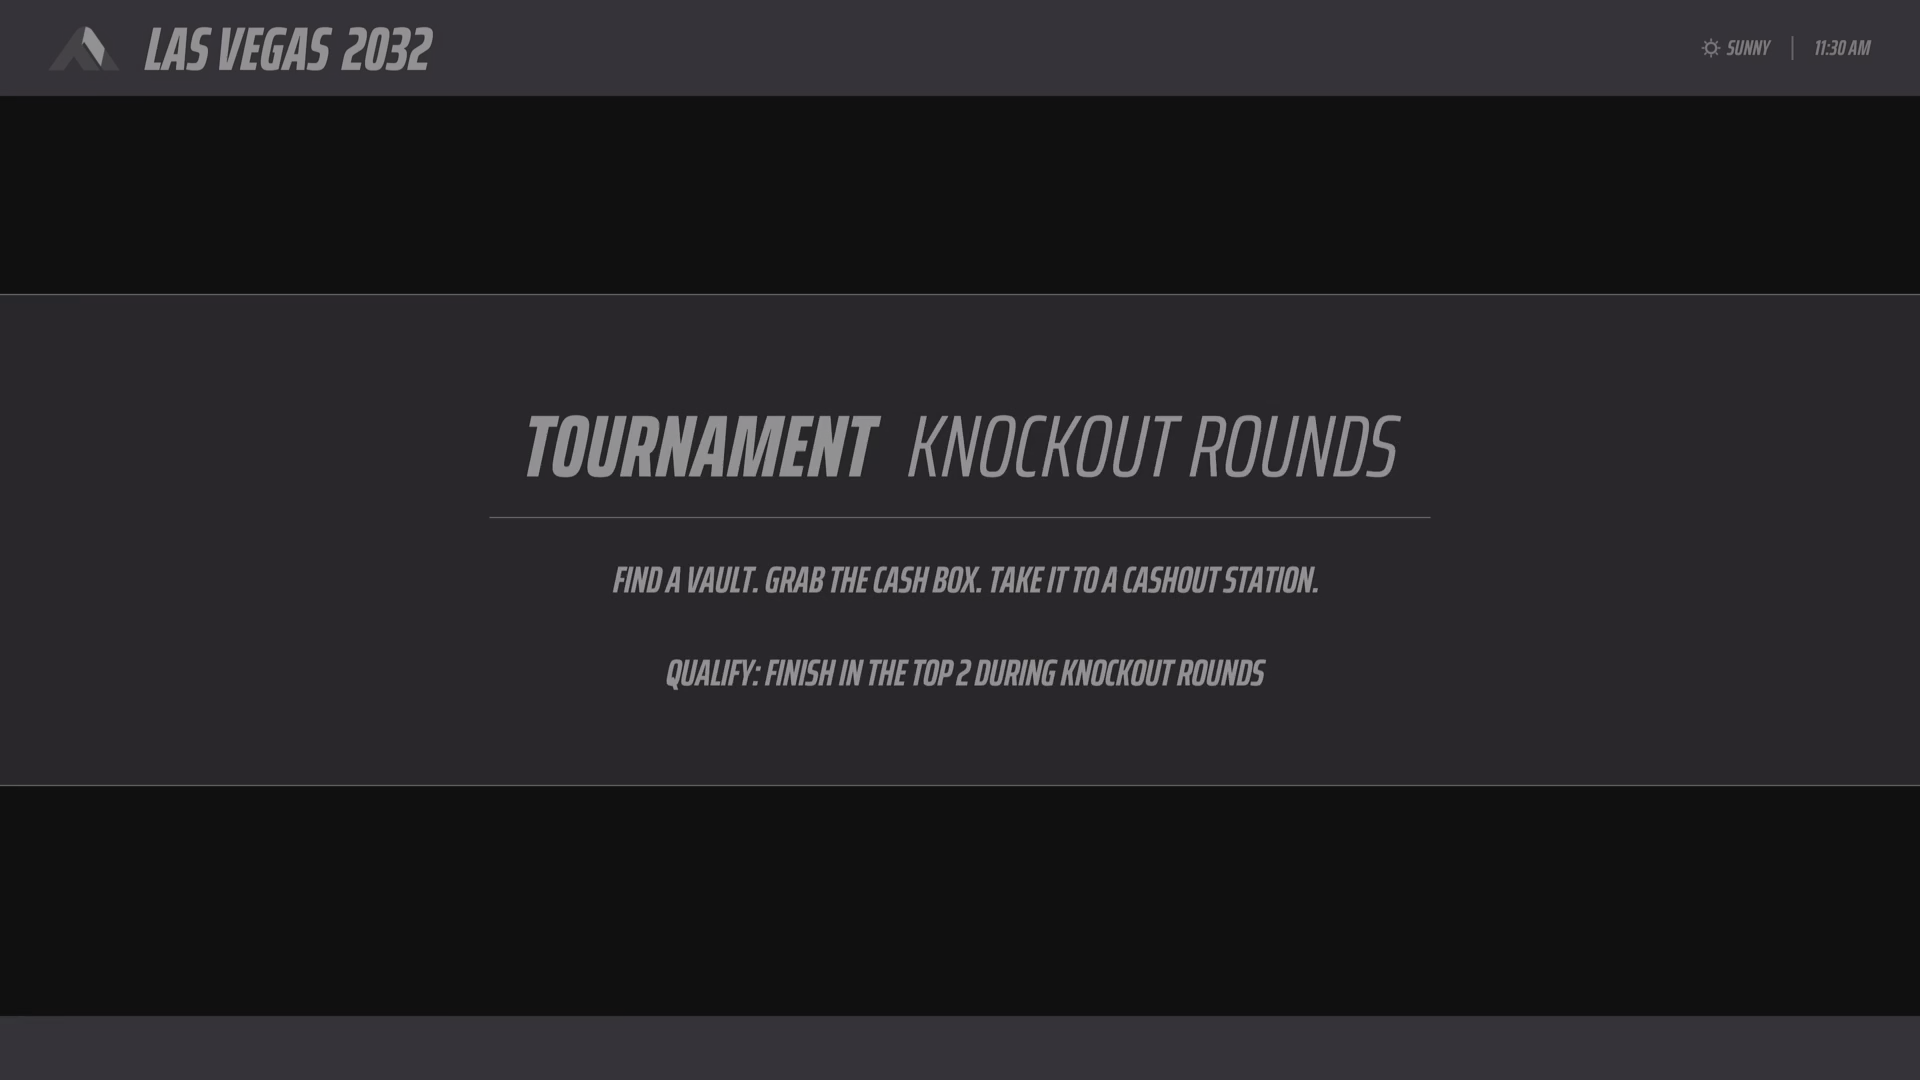 LAS VEGAS 2032
SUNNY | 11:30 AM
TOURNAMENT KNOCKOUT ROUNDS
FIND A VAULT. GRAB THE CASH BOX. TAKE IT TO A CASHOUT STATION.
QUALIFY: FINISH IN THE TOP 2 DURING KNOCKOUT ROUNDS